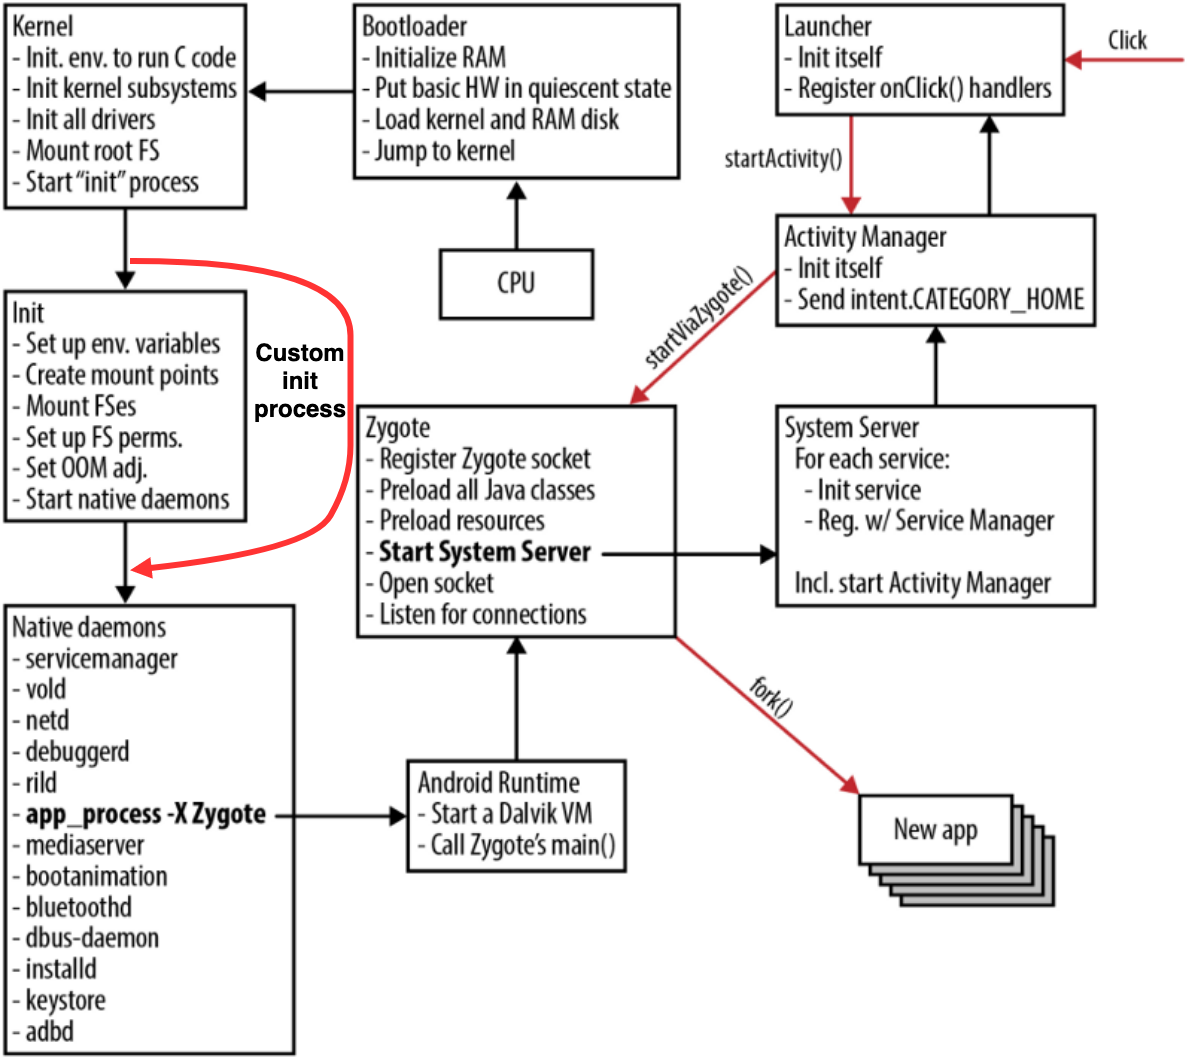 Kernel
- Init. env. to run C code
- Init kernel subsystems
- Init all drivers
- Mount root FS
- Start “init” process
Bootloader
- Initialize RAM
- Put basic HW in quiescent state
- Load kernel and RAM disk
- Jump to kernel
Launcher
- Init itself
- Register onClick() handlers
Click
startActivity()
CPU
Activity Manager
- Init itself
- Send intent.CATEGORY_HOME
startViaZygote()
Init
- Set up env. variables
- Create mount points
- Mount FSes
- Set up FS perms.
- Set OOM adj.
- Start native daemons
Custom
init
process
Zygote
- Register Zygote socket
- Preload all Java classes
- Preload resources
- Start System Server
- Open socket
- Listen for connections
System Server
For each service:
- Init service
- Reg. w/ Service Manager
Incl. start Activity Manager
Native daemons
- servicemanager
- vold
- netd
- debuggerd
- rild
- app_process -X Zygote
- mediaserver
- bootanimation
- bluetoothd
- dbus-daemon
- installd
- keystore
- adbd
Android Runtime
- Start a Dalvik VM
- Call Zygote’s main()
fork()
New app